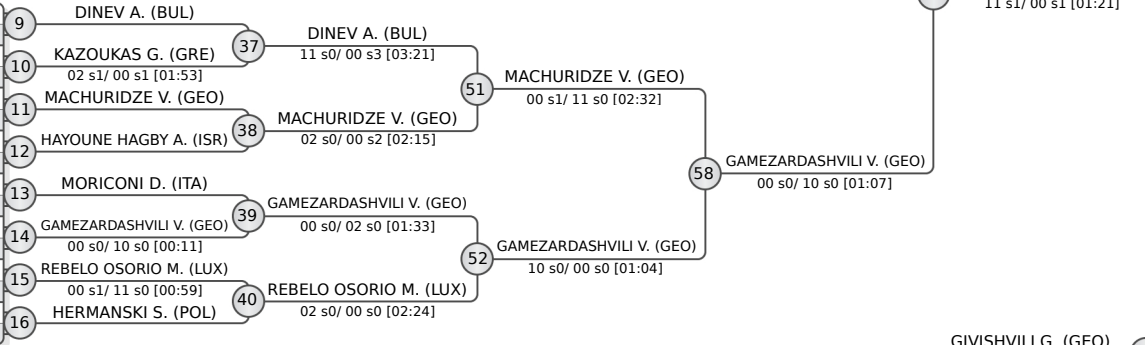 9
DINEV A. (BUL)
10
KAZOUKAS G. (GRE)
02 s1/ 00 s1 [01:53]
37
DINEV A. (BUL)
11 s0/ 00 s3 [03:21]
11
MACHURIDZE V. (GEO)
12
HAYOUNE HAGBY A. (ISR)
38
MACHURIDZE V. (GEO)
02 s0/ 00 s2 [02:15]
51
MACHURIDZE V. (GEO)
00 s1/ 11 s0 [02:32]
13
MORICONI D. (ITA)
14
GAMEZARDASHVILI V. (GEO)
00 s0/ 10 s0 [00:11]
39
GAMEZARDASHVILI V. (GEO)
00 s0/ 02 s0 [01:33]
15
REBELO OSORIO M. (LUX)
00 s1/ 11 s0 [00:59]
16
HERMANSKI S. (POL)
40
REBELO OSORIO M. (LUX)
02 s0/ 00 s0 [02:24]
52
GAMEZARDASHVILI V. (GEO)
10 s0/ 00 s0 [01:04]
58
GAMEZARDASHVILI V. (GEO)
00 s0/ 10 s0 [01:07]
11 s1/ 00 s1 [01:21]
GIVISHVILI G. (GEO)